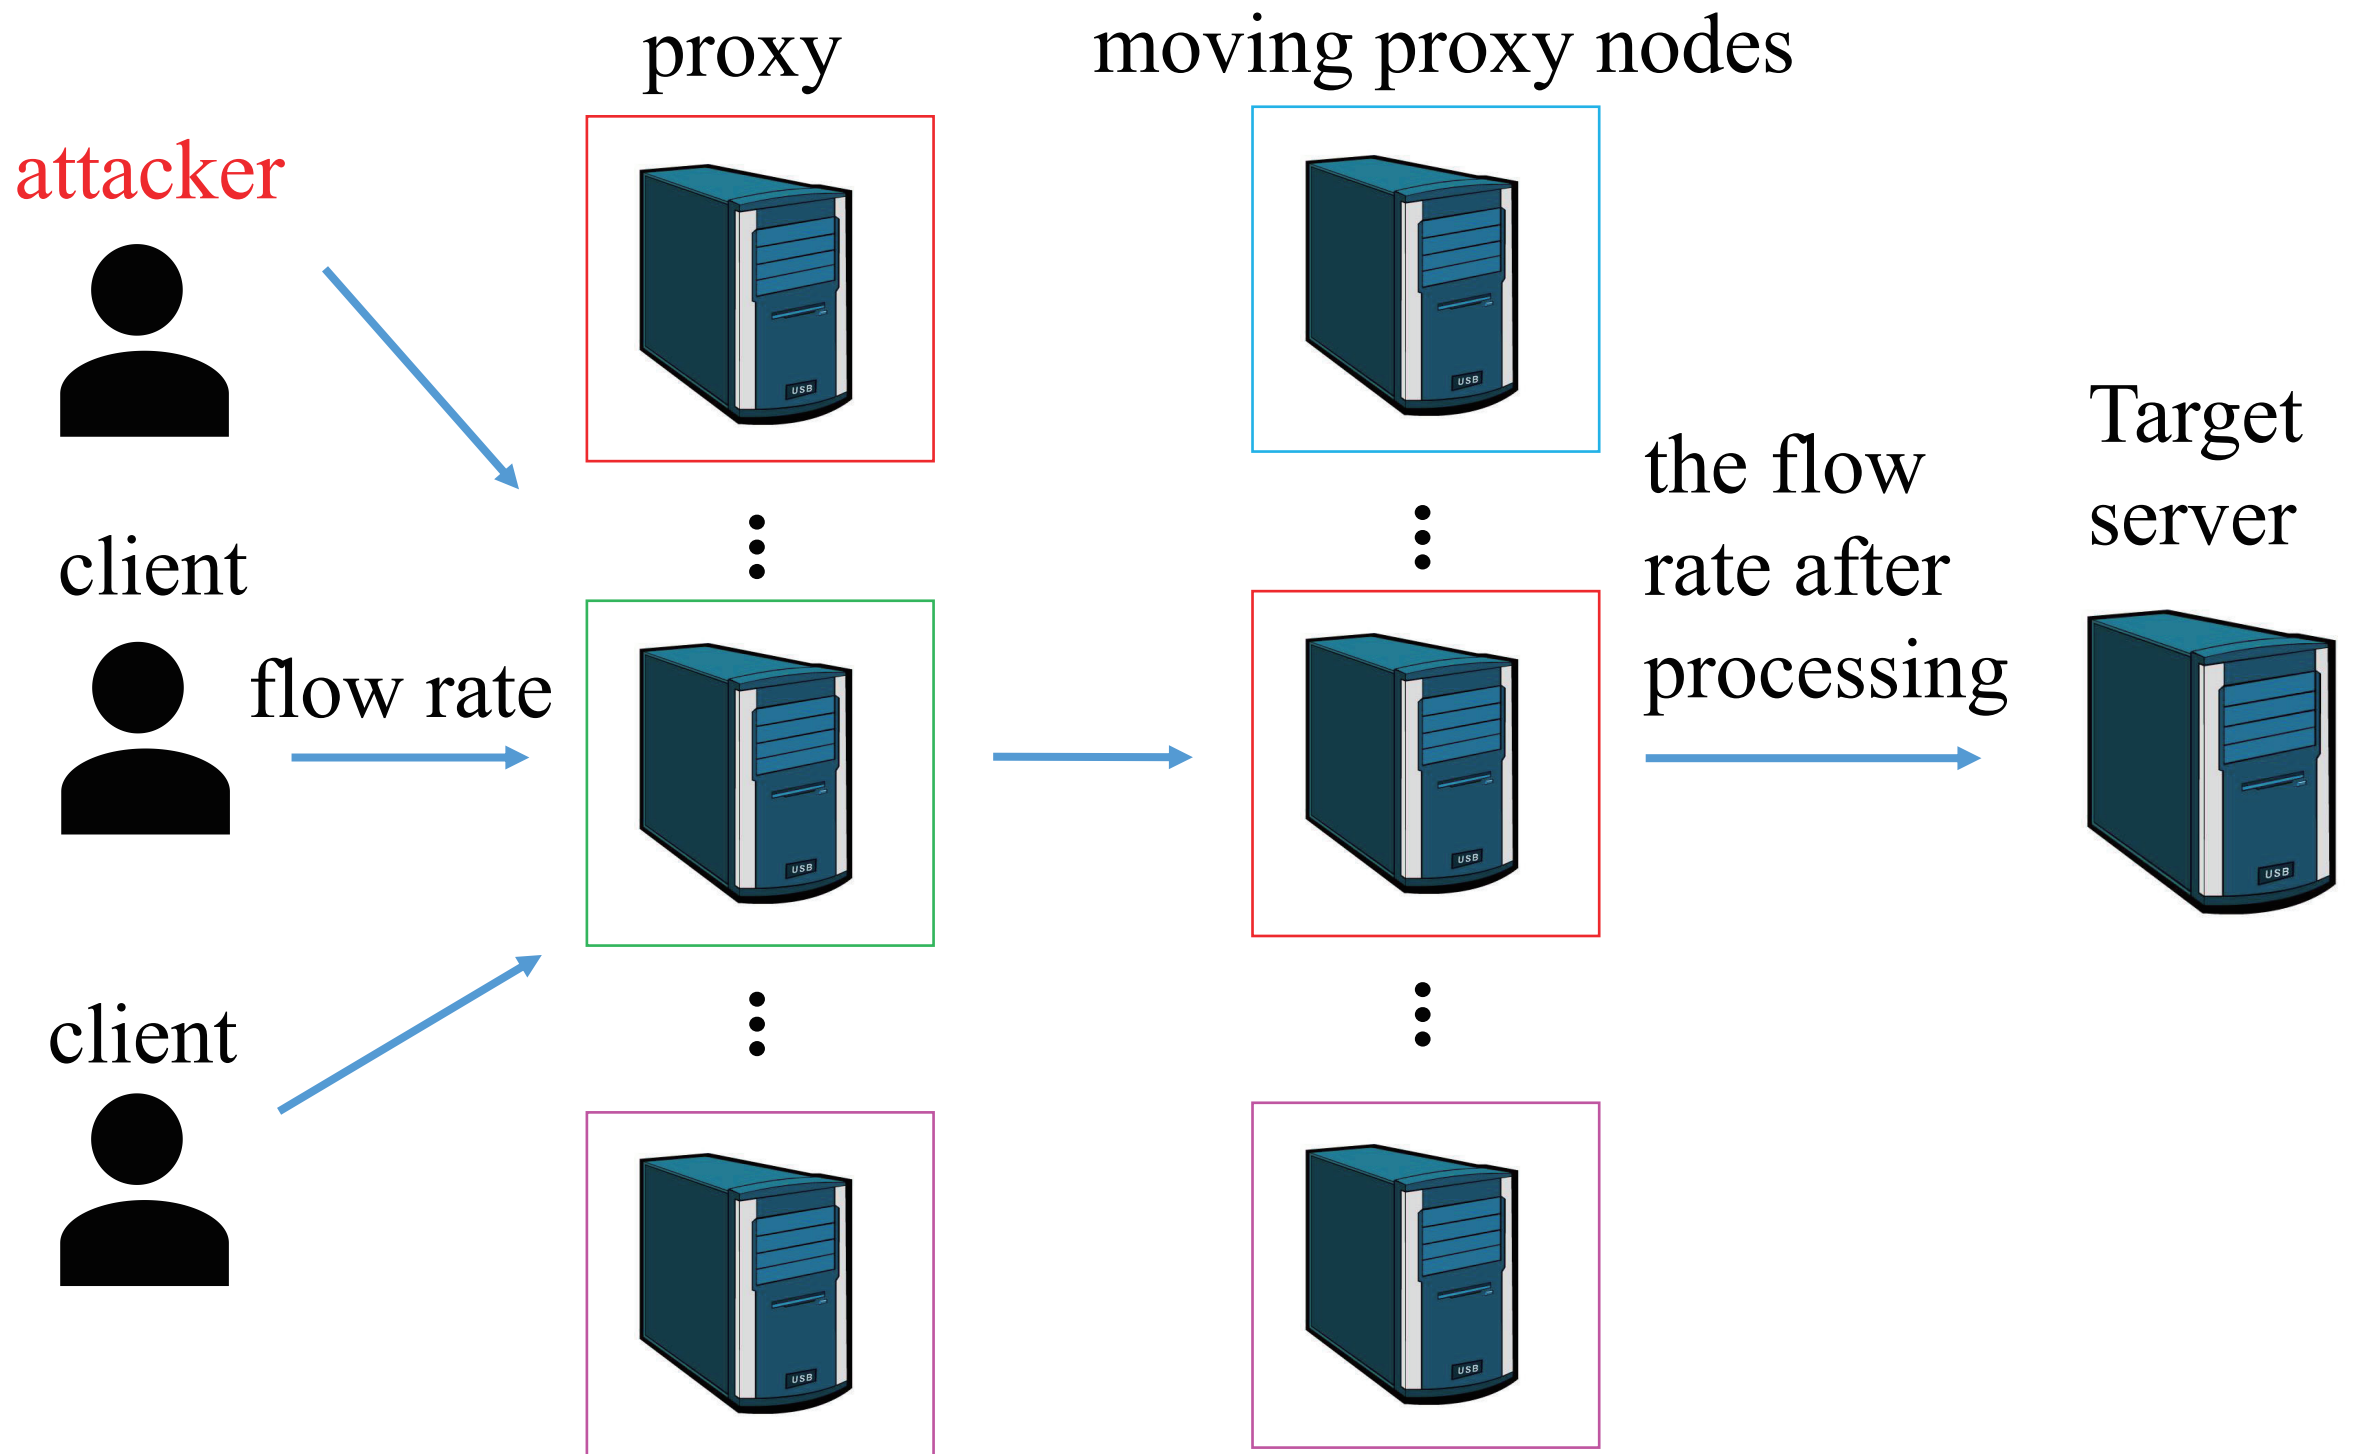 proxy
moving proxy nodes
attacker
client
flow rate
client
the flow
rate after
processing
Target
server
USB
USB
USB
USB
USB
USB
USB